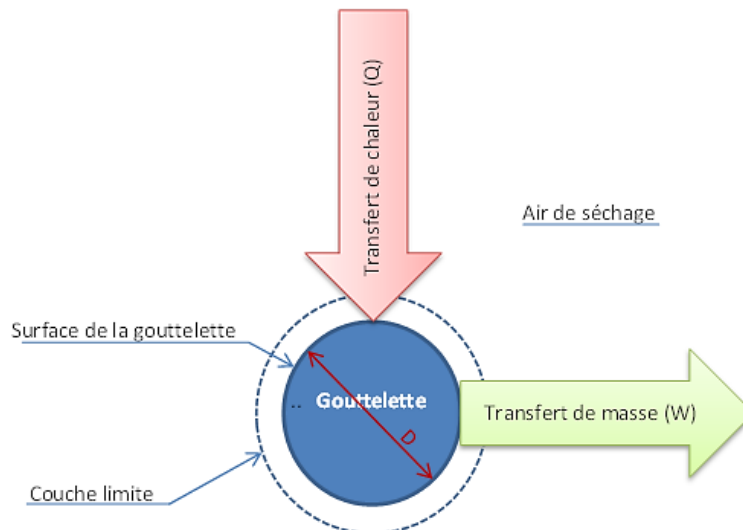 Transfert de chaleur (Q)
Air de séchage
Surface de la gouttelette
.. Gouttelette
D
Transfert de masse (W)
Couche limite